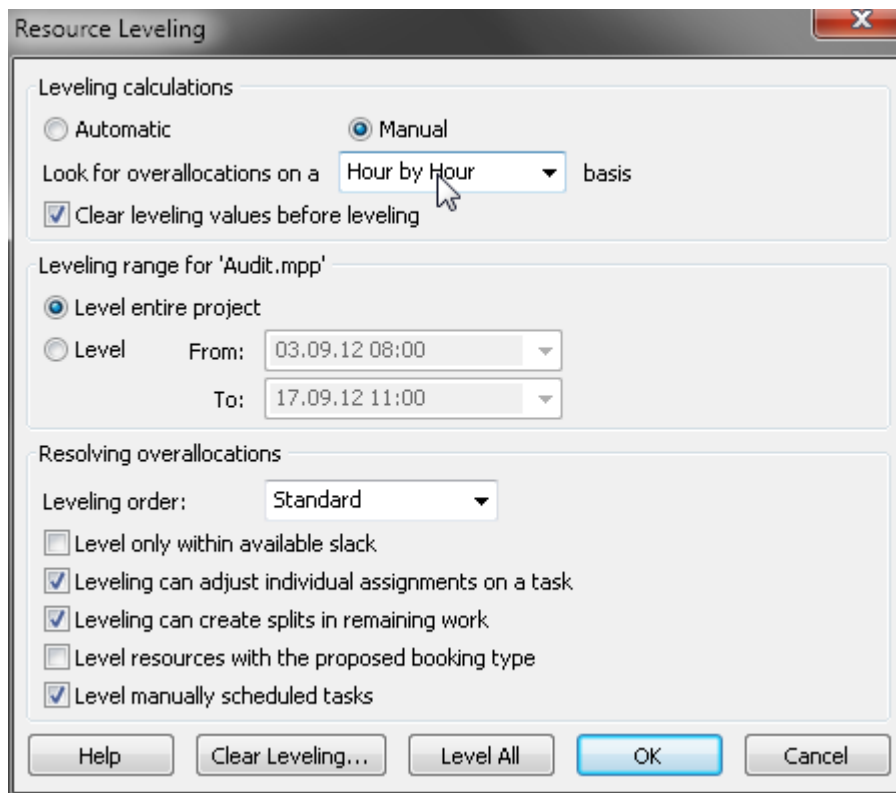 Resource Leveling
Leveling calculations
Automatic Manual
Look for overallocations on a Hour by Hour basis
Clear leveling values before leveling
Leveling range for 'Audit.mpp'
Level entire project
Level From: 03.09.12 08:00
To: 17.09.12 11:00
Resolving overallocations
Leveling order: Standard
Level only within available slack
Leveling can adjust individual assignments on a task
Leveling can create splits in remaining work
Level resources with the proposed booking type
Level manually scheduled tasks
Help Clear Leveling... Level All OK Cancel